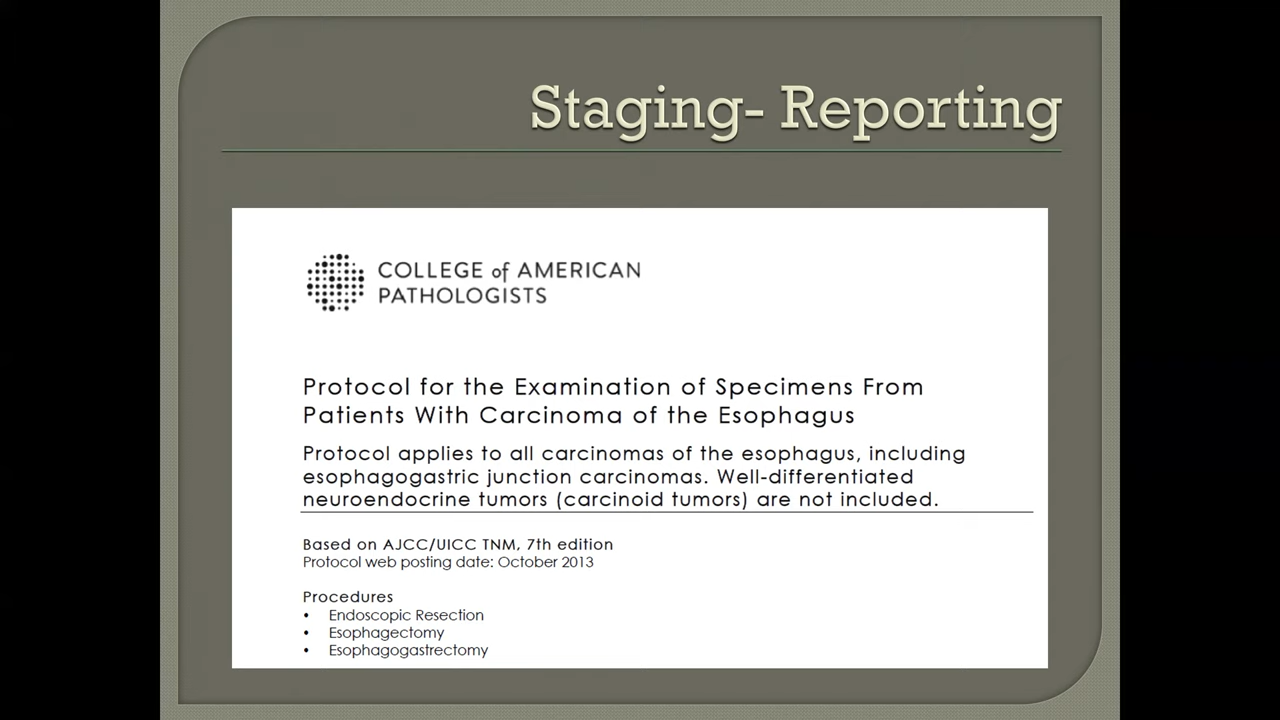 Staging- Reporting
COLLEGE of AMERICAN
PATHOLOGISTS
Protocol for the Examination of Specimens From
Patients With Carcinoma of the Esophagus
Protocol applies to all carcinomas of the esophagus, including
esophagogastric junction carcinomas. Well-differentiated
neuroendocrine tumors (carcinoid tumors) are not included.
Based on AJCC/UICC TNM, 7th edition
Protocol web posting date: October 2013
Procedures
• Endoscopic Resection
• Esophagectomy
• Esophagogastrectomy